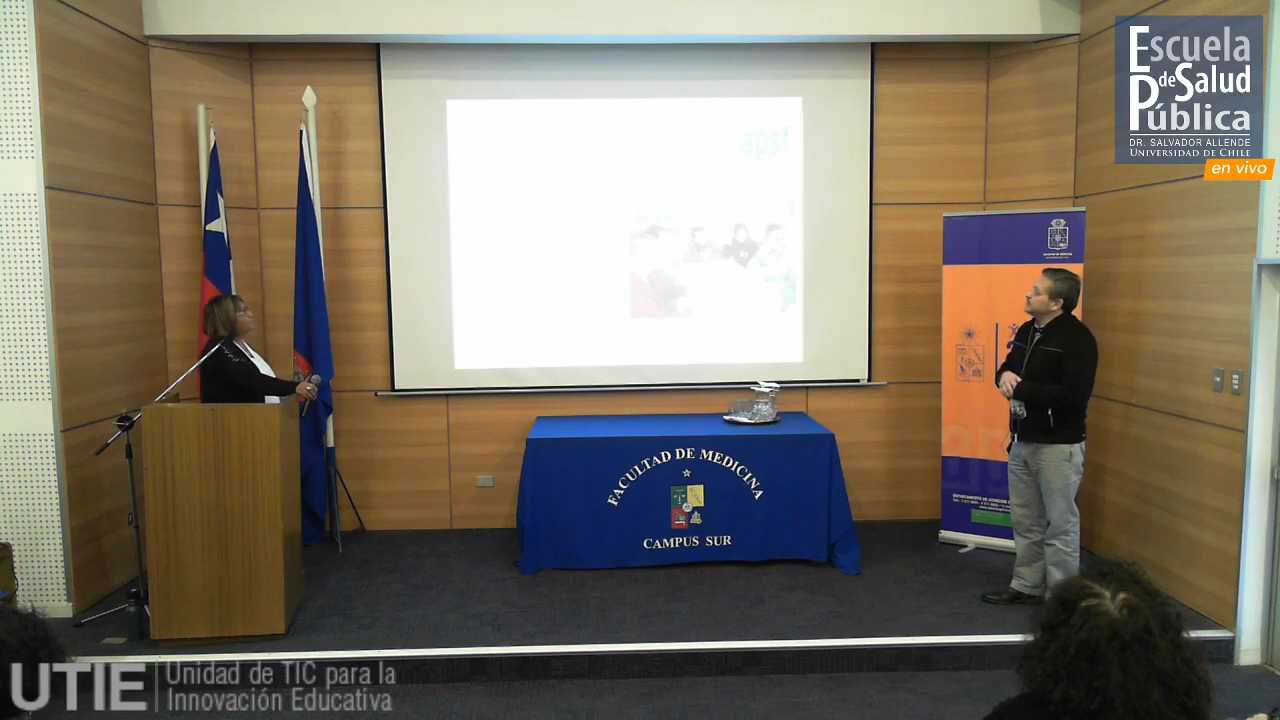 Escuela
de Salud
Pública
DR. SALVADOR ALLENDE
UNIVERSIDAD DE CHILE
en vivo
apsf
FACULTAD DE MEDICINA
CAMPUS SUR
UTIE
Unidad de TIC para la
Innovación Educativa